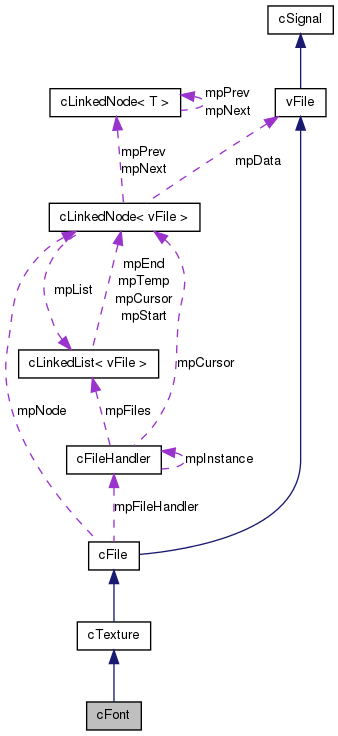 cSignal
cLinkedNode< T >
mpPrev
mpNext
vFile
mpPrev
mpNext
mpData
cLinkedNode< vFile >
mpList
mpEnd
mpTemp
mpCursor
mpStart
cLinkedList< vFile >
mpCursor
mpNode
mpFiles
cFileHandler
mpInstance
mpFileHandler
cFile
cTexture
cFont